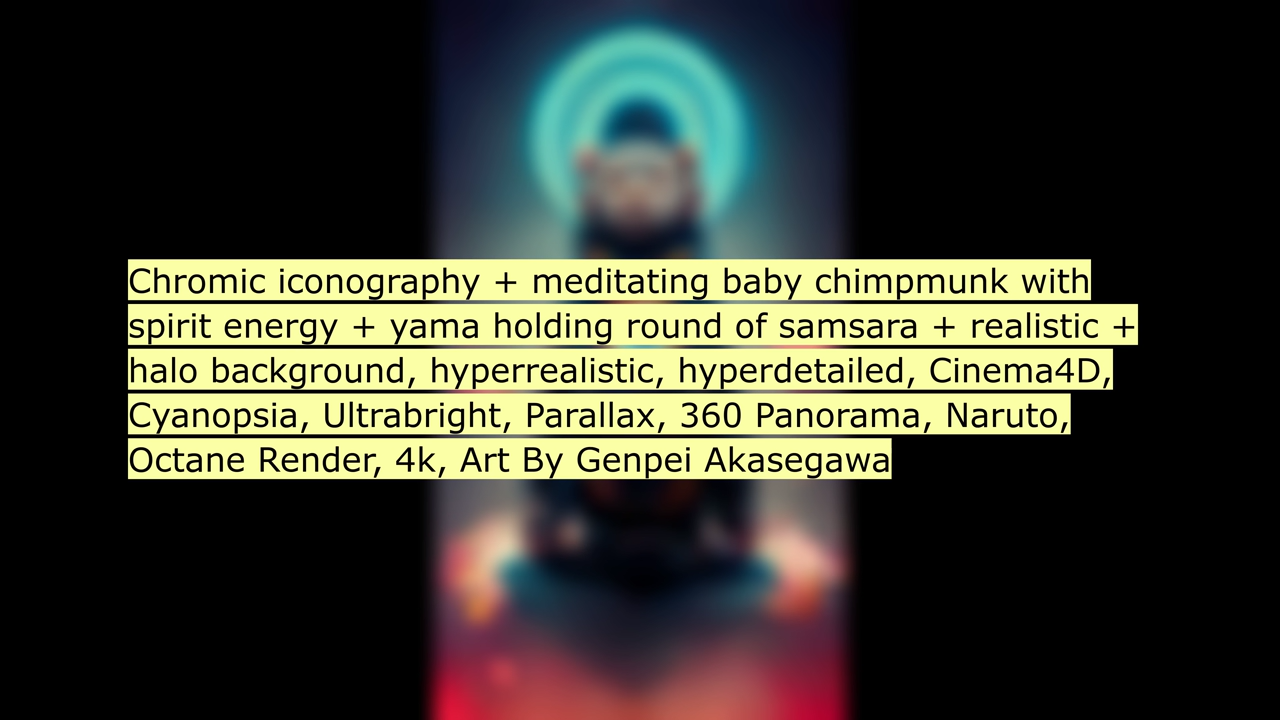 Chromic iconography + meditating baby chimpmunk with
spirit energy + yama holding round of samsara + realistic +
halo background, hyperrealistic, hyperdetailed, Cinema4D,
Cyanopsia, Ultrabright, Parallax, 360 Panorama, Naruto,
Octane Render, 4k, Art By Genpei Akasegawa